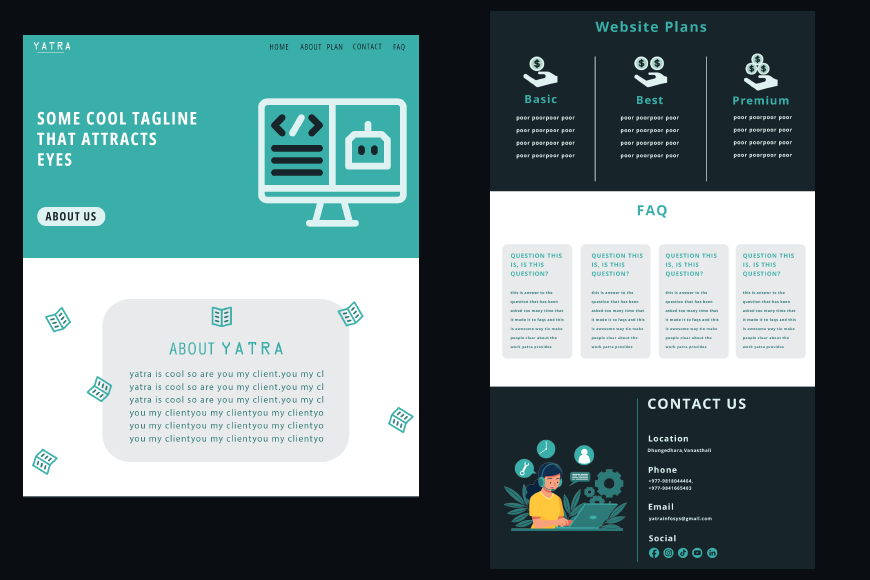 YATRA
HOME ABOUT PLAN CONTACT FAQ
SOME COOL TAGLINE
THAT ATTRACTS
EYES
ABOUT US
ABOUT YATRA
yatra is cool so are you my client.you my cl
yatra is cool so are you my client.you my cl
yatra is cool so are you my client.you my cl
you my clientyou my clientyou my clientyo
you my clientyou my clientyou my clientyo
you my clientyou my clientyou my clientyo
Website Plans
Basic
poor poorpoor poor
poor poorpoor poor
poor poorpoor poor
poor poorpoor poor
Best
poor poorpoor poor
poor poorpoor poor
poor poorpoor poor
poor poorpoor poor
Premium
poor poorpoor poor
poor poorpoor poor
poor poorpoor poor
poor poorpoor poor
FAQ
QUESTION THIS
IS, IS THIS
QUESTION?
this is answer to the
question that has been
asked too many time that
it made it to faqs and this
is awesome way tio make
people clear about the
work yatra provides
QUESTION THIS
IS, IS THIS
QUESTION?
this is answer to the
question that has been
asked too many time that
it made it to faqs and this
is awesome way tio make
people clear about the
work yatra provides
QUESTION THIS
IS, IS THIS
QUESTION?
this is answer to the
question that has been
asked too many time that
it made it to faqs and this
is awesome way tio make
people clear about the
work yatra provides
QUESTION THIS
IS, IS THIS
QUESTION?
this is answer to the
question that has been
asked too many time that
it made it to faqs and this
is awesome way tio make
people clear about the
work yatra provides
CONTACT US
Location
Dhungedhara,Vanasthali
Phone
+977-9818044464,
+977-9841665403
Email
yatrainfosys@gmail.com
Social